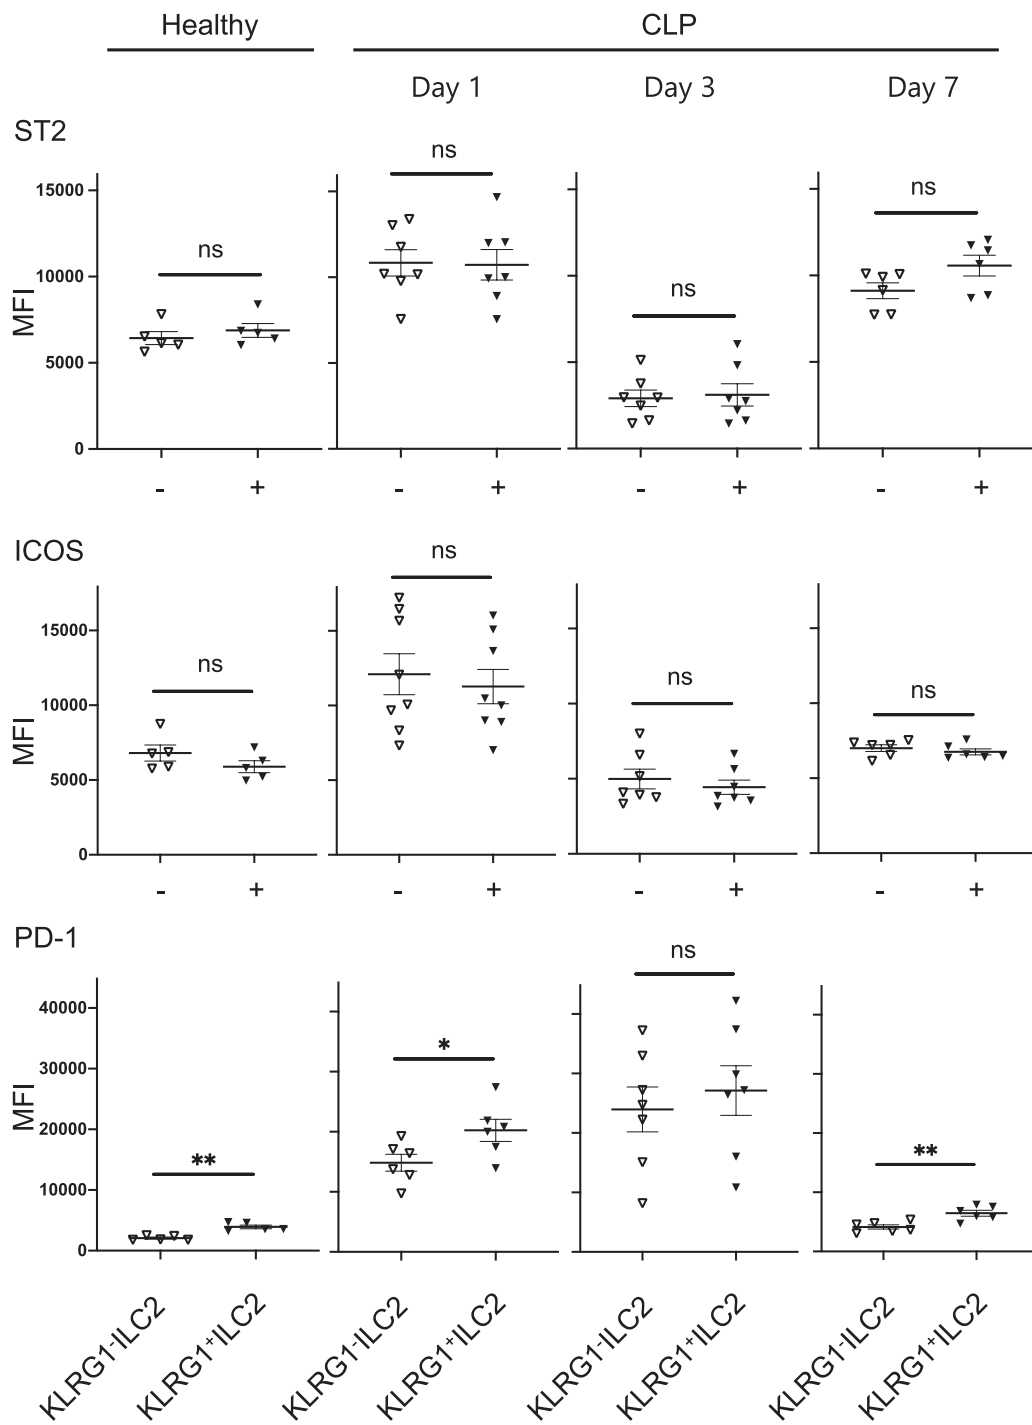 Healthy CLP
Day 1 Day 3 Day 7
ST2
ns ns ns ns
15000
10000
5000
0
MFI
- + - + - + - +
ICOS
ns ns ns ns
15000
10000
5000
0
MFI
- + - + - + - +
PD-1
** * ns **
40000
30000
20000
10000
0
MFI
KLRG1⁻ILC2 KLRG1⁺ILC2 KLRG1⁻ILC2 KLRG1⁺ILC2 KLRG1⁻ILC2 KLRG1⁺ILC2 KLRG1⁻ILC2 KLRG1⁺ILC2